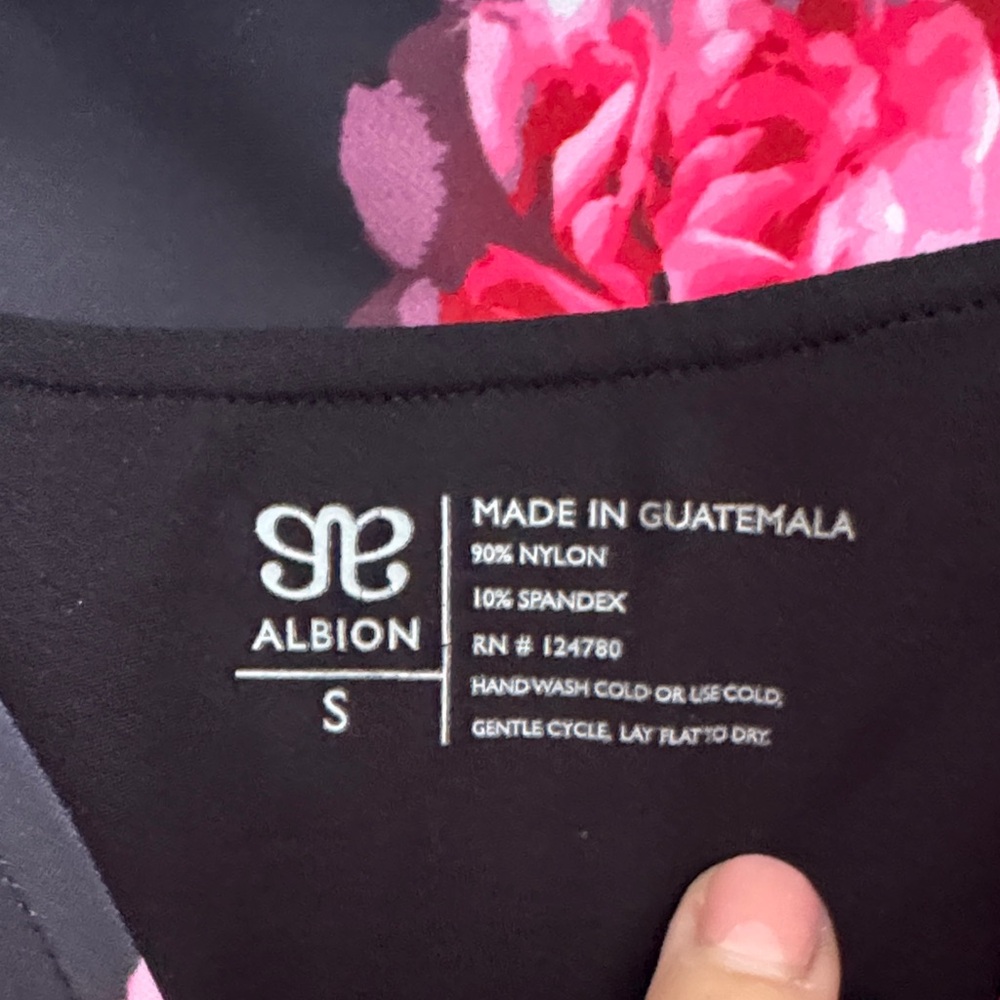 ALBION
S
MADE IN GUATEMALA
90% NYLON
10% SPANDEX
RN # 124780
HAND WASH COLD OR USE COLD,
GENTLE CYCLE, LAY FLAT TO DRY.